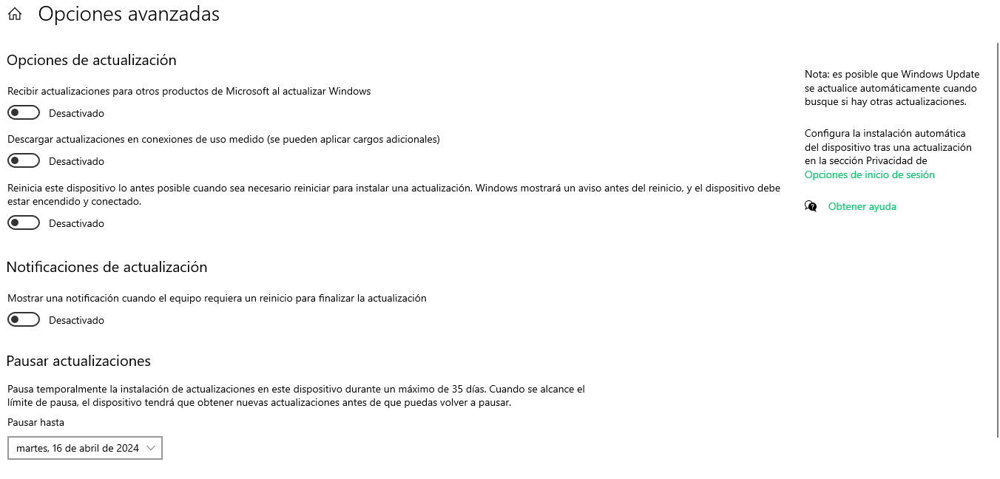 Opciones avanzadas
Opciones de actualización
Recibir actualizaciones para otros productos de Microsoft al actualizar Windows
Desactivado
Descargar actualizaciones en conexiones de uso medido (se pueden aplicar cargos adicionales)
Desactivado
Reinicia este dispositivo lo antes posible cuando sea necesario reiniciar para instalar una actualización. Windows mostrará un aviso antes del reinicio, y el dispositivo debe
estar encendido y conectado.
Desactivado
Notificaciones de actualización
Mostrar una notificación cuando el equipo requiera un reinicio para finalizar la actualización
Desactivado
Pausar actualizaciones
Pausa temporalmente la instalación de actualizaciones en este dispositivo durante un máximo de 35 días. Cuando se alcance el
límite de pausa, el dispositivo tendrá que obtener nuevas actualizaciones antes de que puedas volver a pausar.
Pausar hasta
martes, 16 de abril de 2024
Nota: es posible que Windows Update
se actualice automáticamente cuando
busque si hay otras actualizaciones.
Configura la instalación automática
del dispositivo tras una actualización
en la sección Privacidad de
Opciones de inicio de sesión
Obtener ayuda